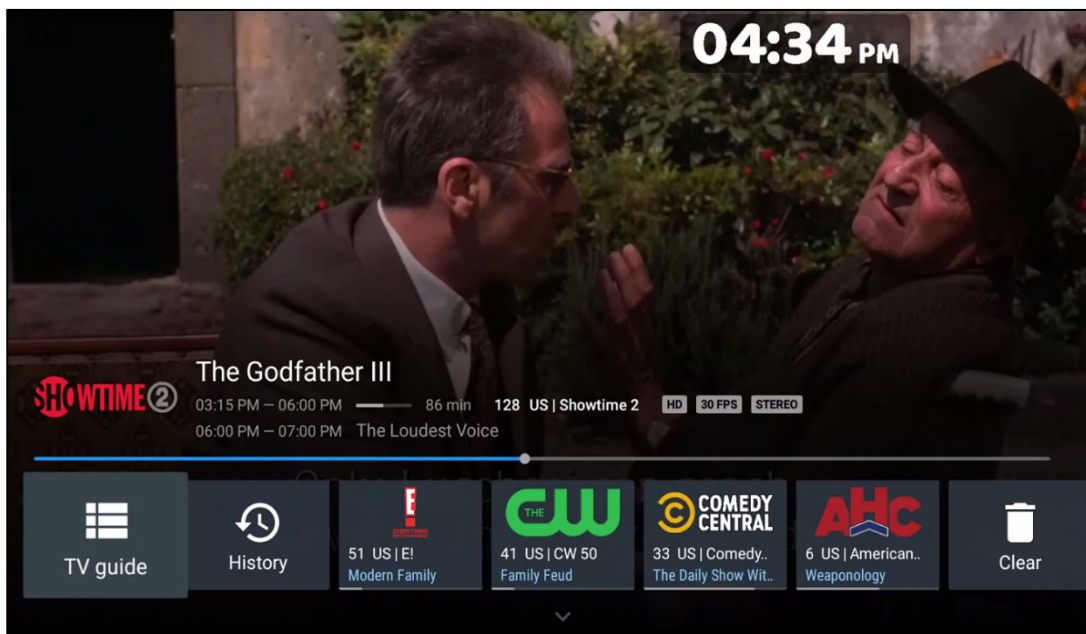 04:34 PM
The Godfather III
SHOWTIME 2
03:15 PM – 06:00 PM 86 min 128 US | Showtime 2 HD 30 FPS STEREO
06:00 PM – 07:00 PM The Loudest Voice
TV guide
History
E!
51 US | E!
Modern Family
THE CW
41 US | CW 50
Family Feud
COMEDY
CENTRAL
33 US | Comedy..
The Daily Show Wit..
AHC
6 US | American..
Weaponology
Clear